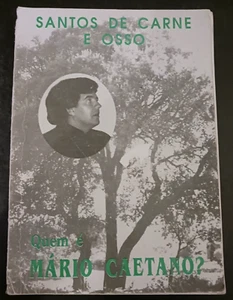 SANTOS DE CARNE
E OSSO
Quem é
MÁRIO CAETANO?